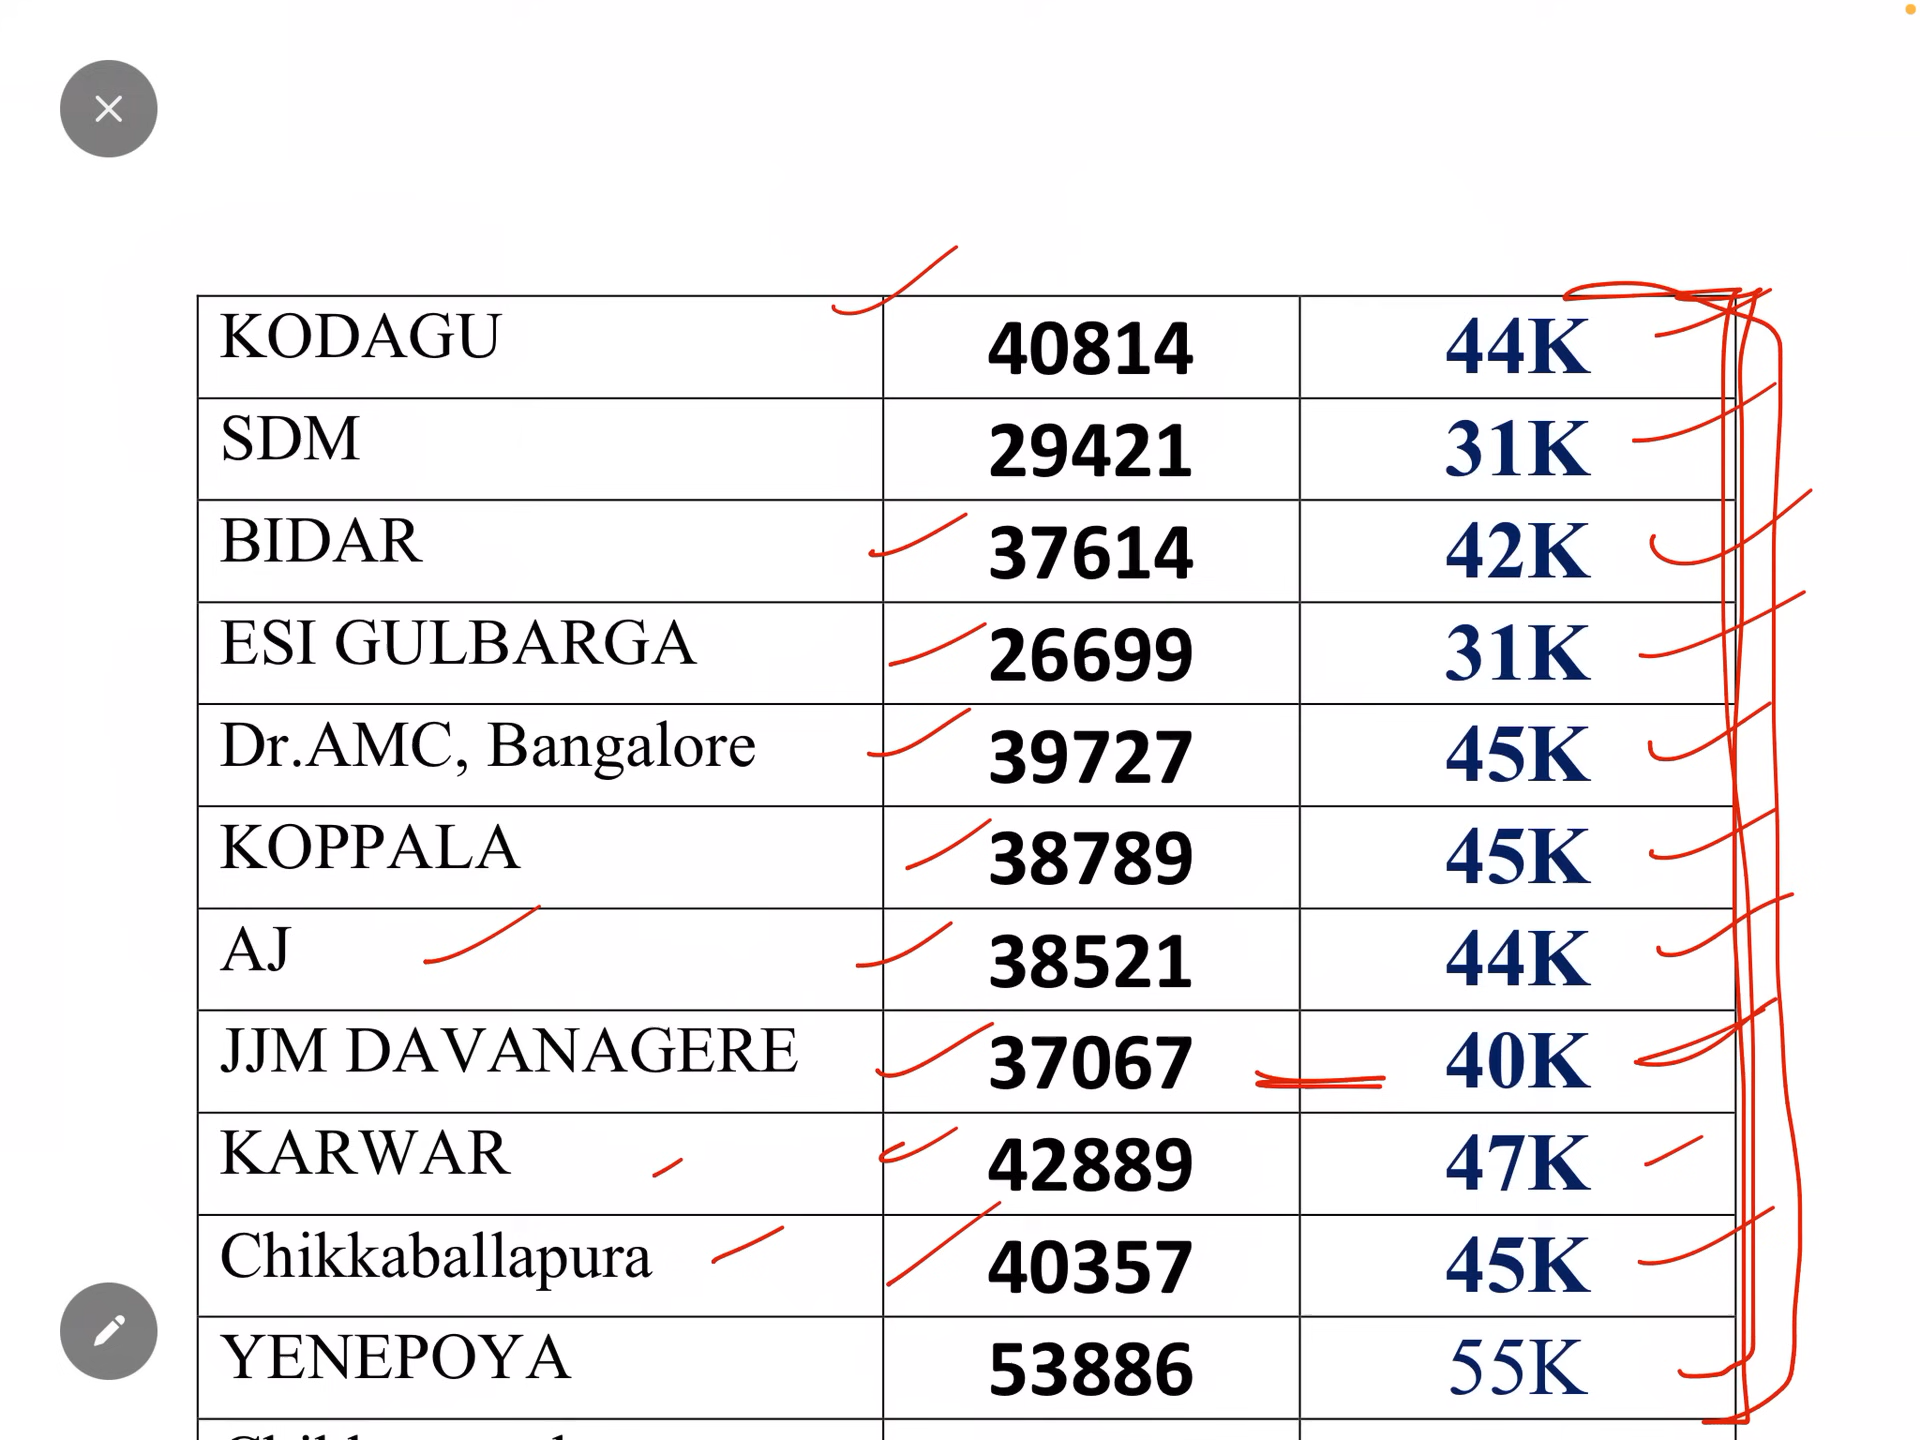 KODAGU 40814 44K
SDM 29421 31K
BIDAR 37614 42K
ESI GULBARGA 26699 31K
Dr.AMC, Bangalore 39727 45K
KOPPALA 38789 45K
AJ 38521 44K
JJM DAVANAGERE 37067 40K
KARWAR 42889 47K
Chikkaballapura 40357 45K
YENEPOYA 53886 55K